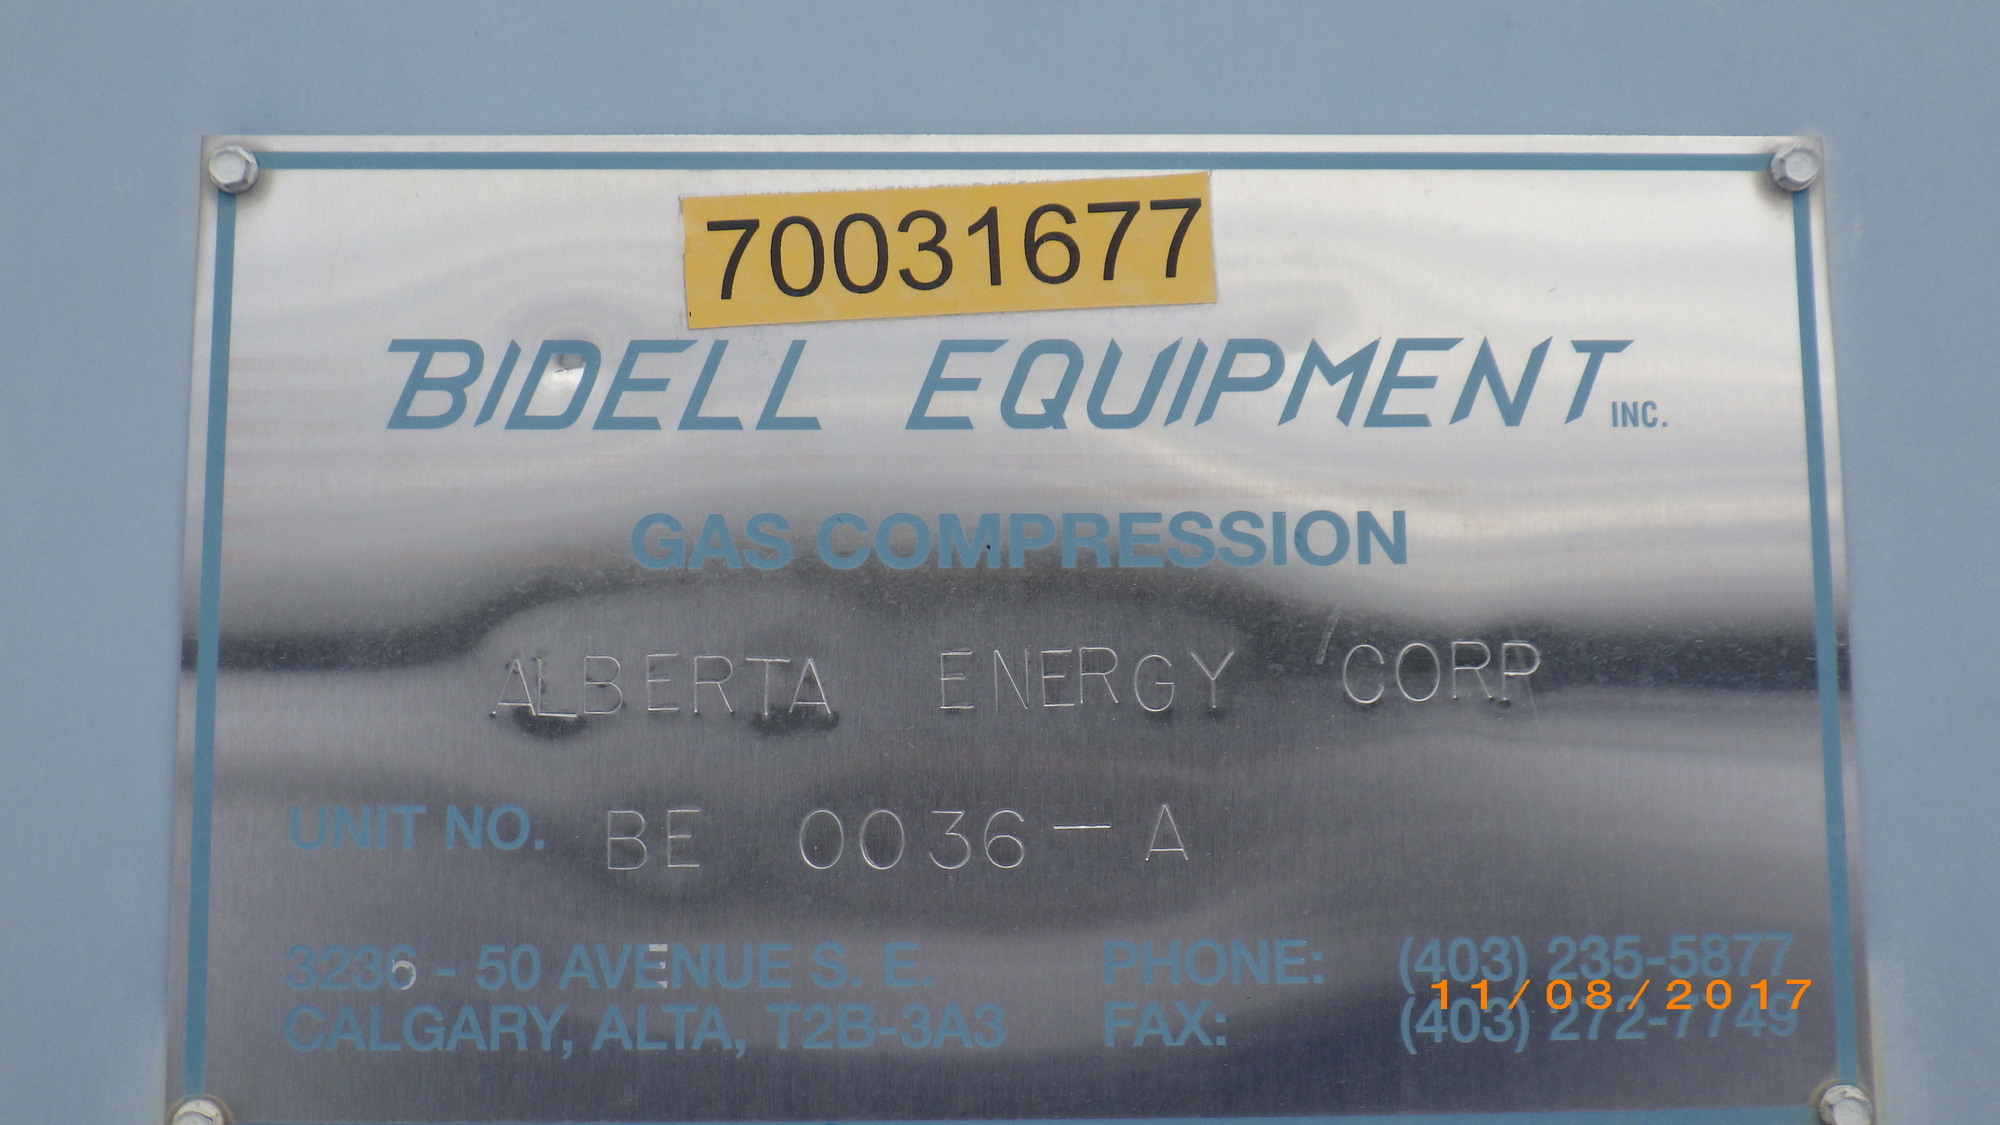 70031677
BIDELL EQUIPMENT INC.
GAS COMPRESSION
ALBERTA ENERGY CORP
UNIT NO. BE 0036-A
3236 - 50 AVENUE S. E. PHONE: (403) 235-5877
11/08/2017
CALGARY, ALTA, T2B-3A3 FAX: (403) 272-7749